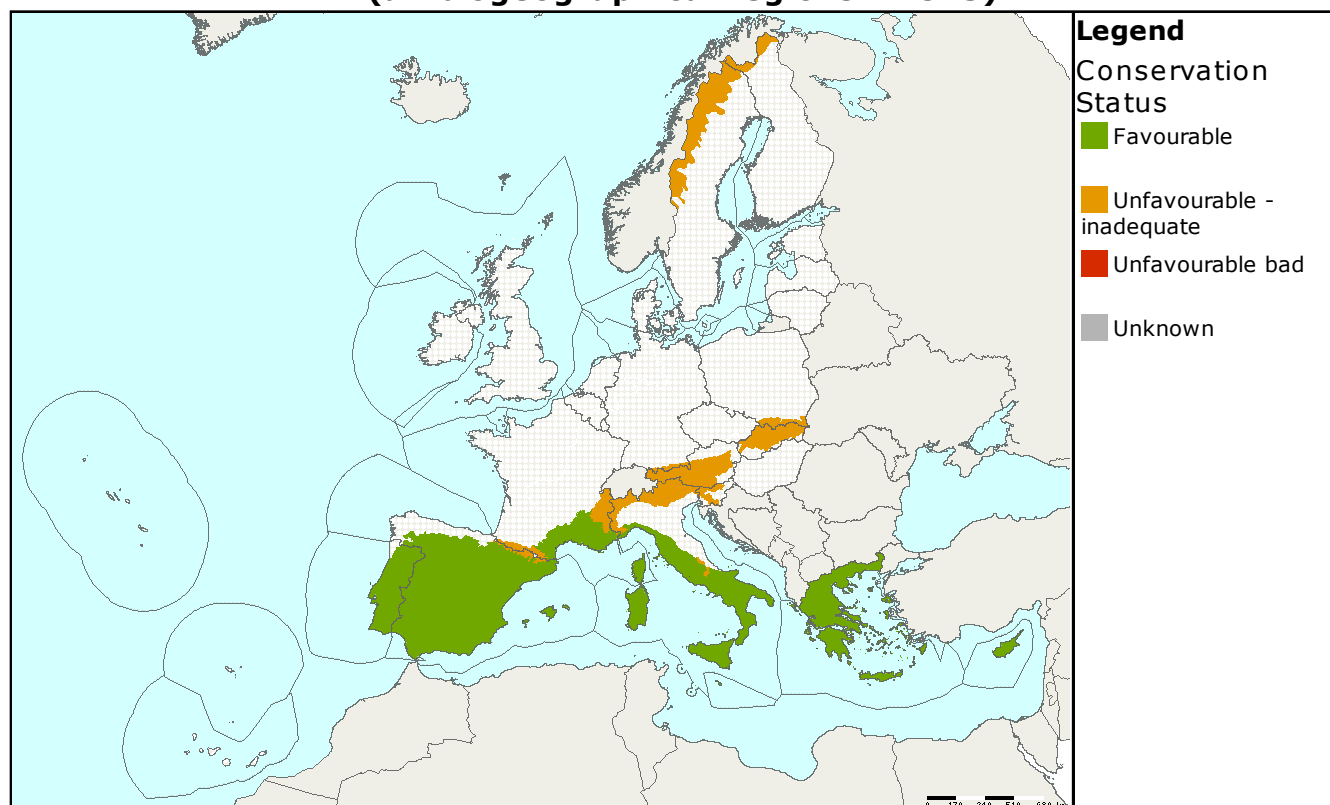 Legend
Conservation
Status
Favourable
Unfavourable -
inadequate
Unfavourable bad
Unknown